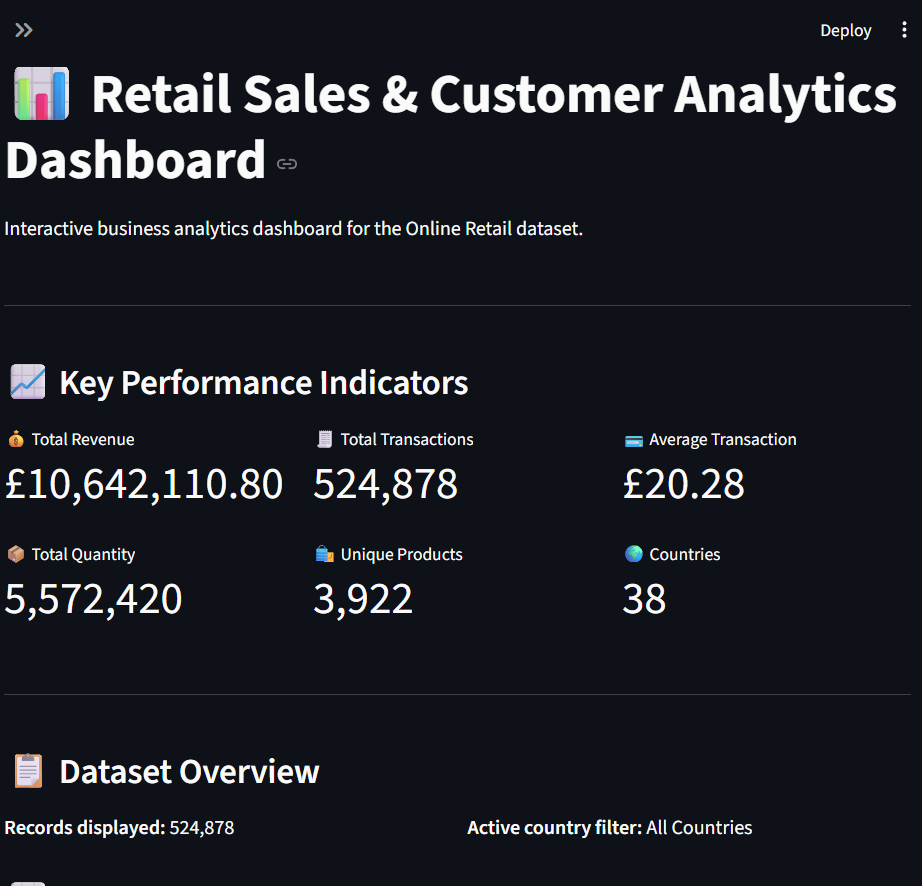 Deploy
Retail Sales & Customer Analytics
Dashboard
Interactive business analytics dashboard for the Online Retail dataset.
Key Performance Indicators
Total Revenue
£10,642,110.80
Total Transactions
524,878
Average Transaction
£20.28
Total Quantity
5,572,420
Unique Products
3,922
Countries
38
Dataset Overview
Records displayed: 524,878
Active country filter: All Countries